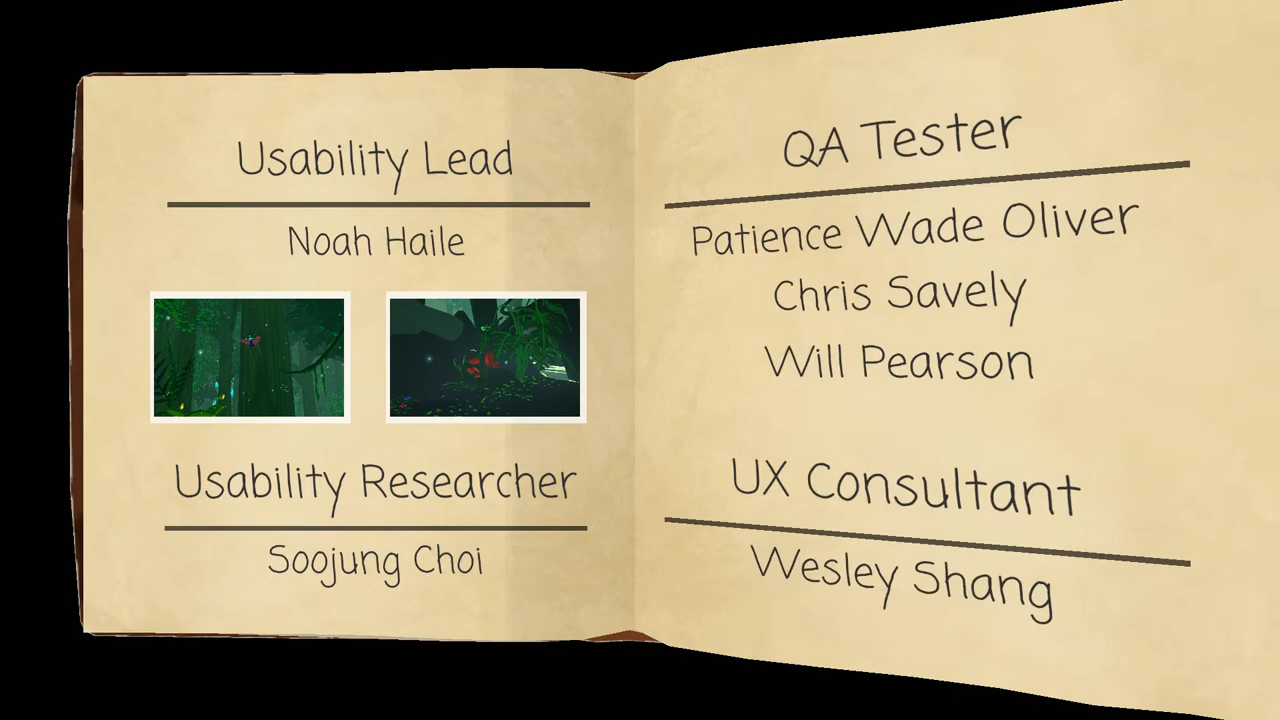 Usability Lead
Noah Haile
Usability Researcher
Soojung Choi
QA Tester
Patience Wade Oliver
Chris Savely
Will Pearson
UX Consultant
Wesley Shang